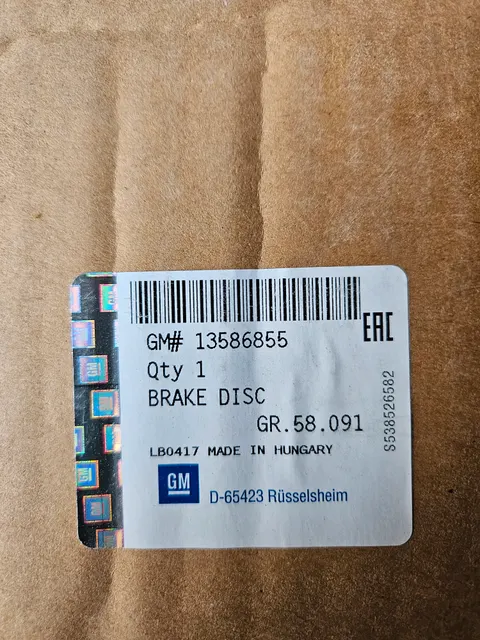 GM# 13586855
EAC
Qty 1
BRAKE DISC
GR.58.091
S538526582
LB0417 MADE IN HUNGARY
GM
D-65423 Rüsselsheim